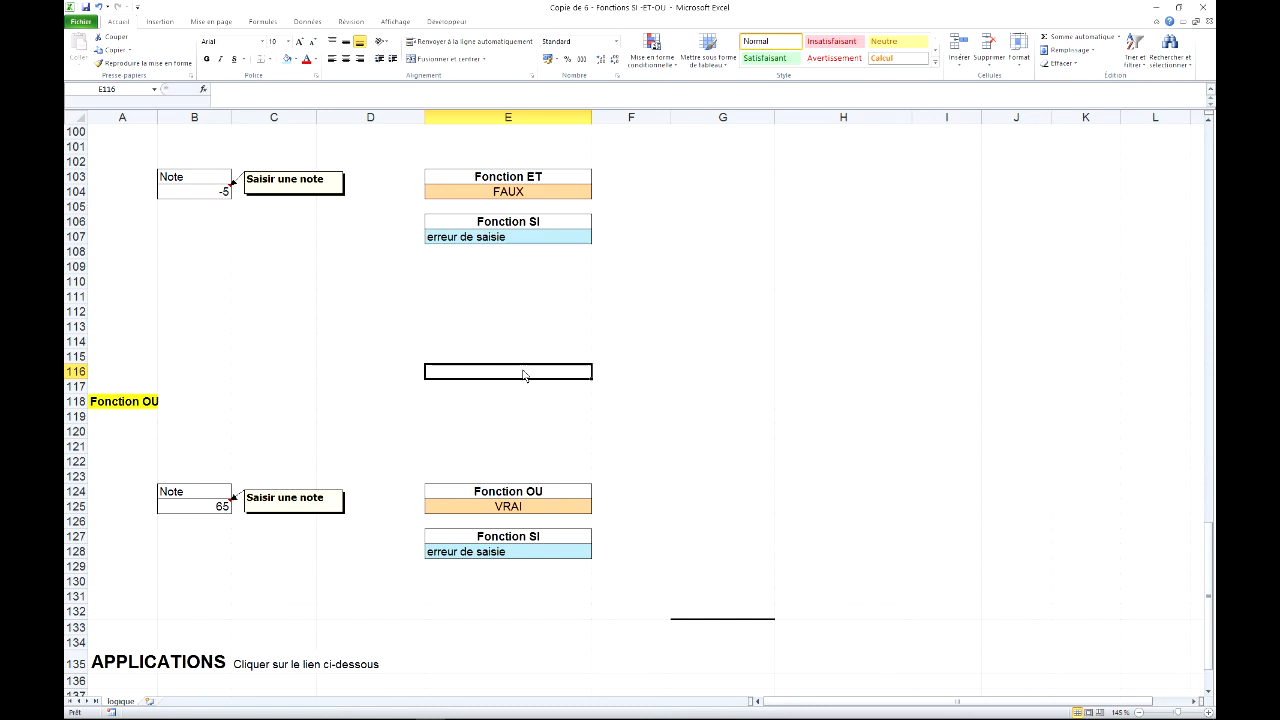 Copie de 6 - Fonctions SI -ET-OU - Microsoft Excel
Fichier Accueil Insertion Mise en page Formules Données Révision Affichage Développeur
Coller
Couper
Copier
Reproduire la mise en forme
Presse-papiers
Arial 10
G I S
Police
Renvoyer à la ligne automatiquement
Fusionner et centrer
Alignement
Standard
% 000
Nombre
Mise en forme conditionnelle
Mettre sous forme de tableau
Normal Insatisfaisant Neutre
Satisfaisant Avertissement Calcul
Style
Insérer Supprimer Format
Cellules
Somme automatique
Remplissage
Effacer
Trier et filtrer
Rechercher et sélectionner
Édition
E116 fx
A B C D E F G H I J K L
100
101
102
103 Note Saisir une note Fonction ET
104 -5 FAUX
105
106 Fonction SI
107 erreur de saisie
108
109
110
111
112
113
114
115
116
117
118 Fonction OU
119
120
121
122
123
124 Note Saisir une note Fonction OU
125 65 VRAI
126
127 Fonction SI
128 erreur de saisie
129
130
131
132
133
134
135 APPLICATIONS Cliquer sur le lien ci-dessous
136
137
logique
Prêt 145 %